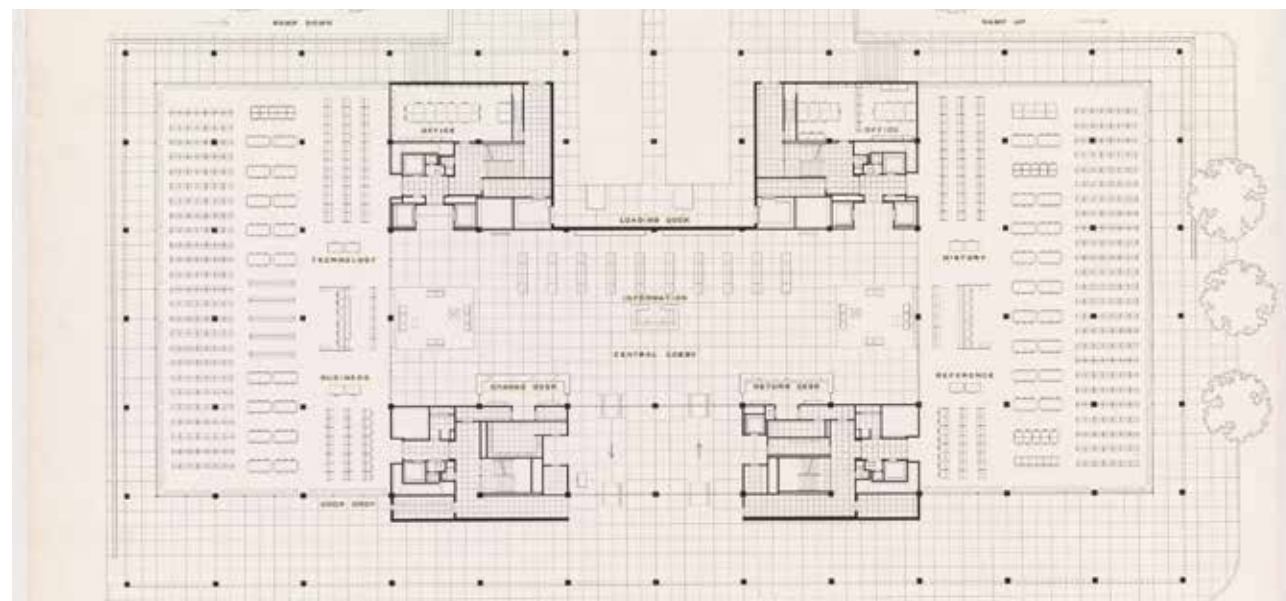 RAMP DOWN
RAMP UP
OFFICE
OFFICE
LOADING DOCK
TECHNOLOGY
HISTORY
INFORMATION
CENTRAL LOBBY
BUSINESS
CHARGE DESK
RETURN DESK
REFERENCE
BOOK DROP